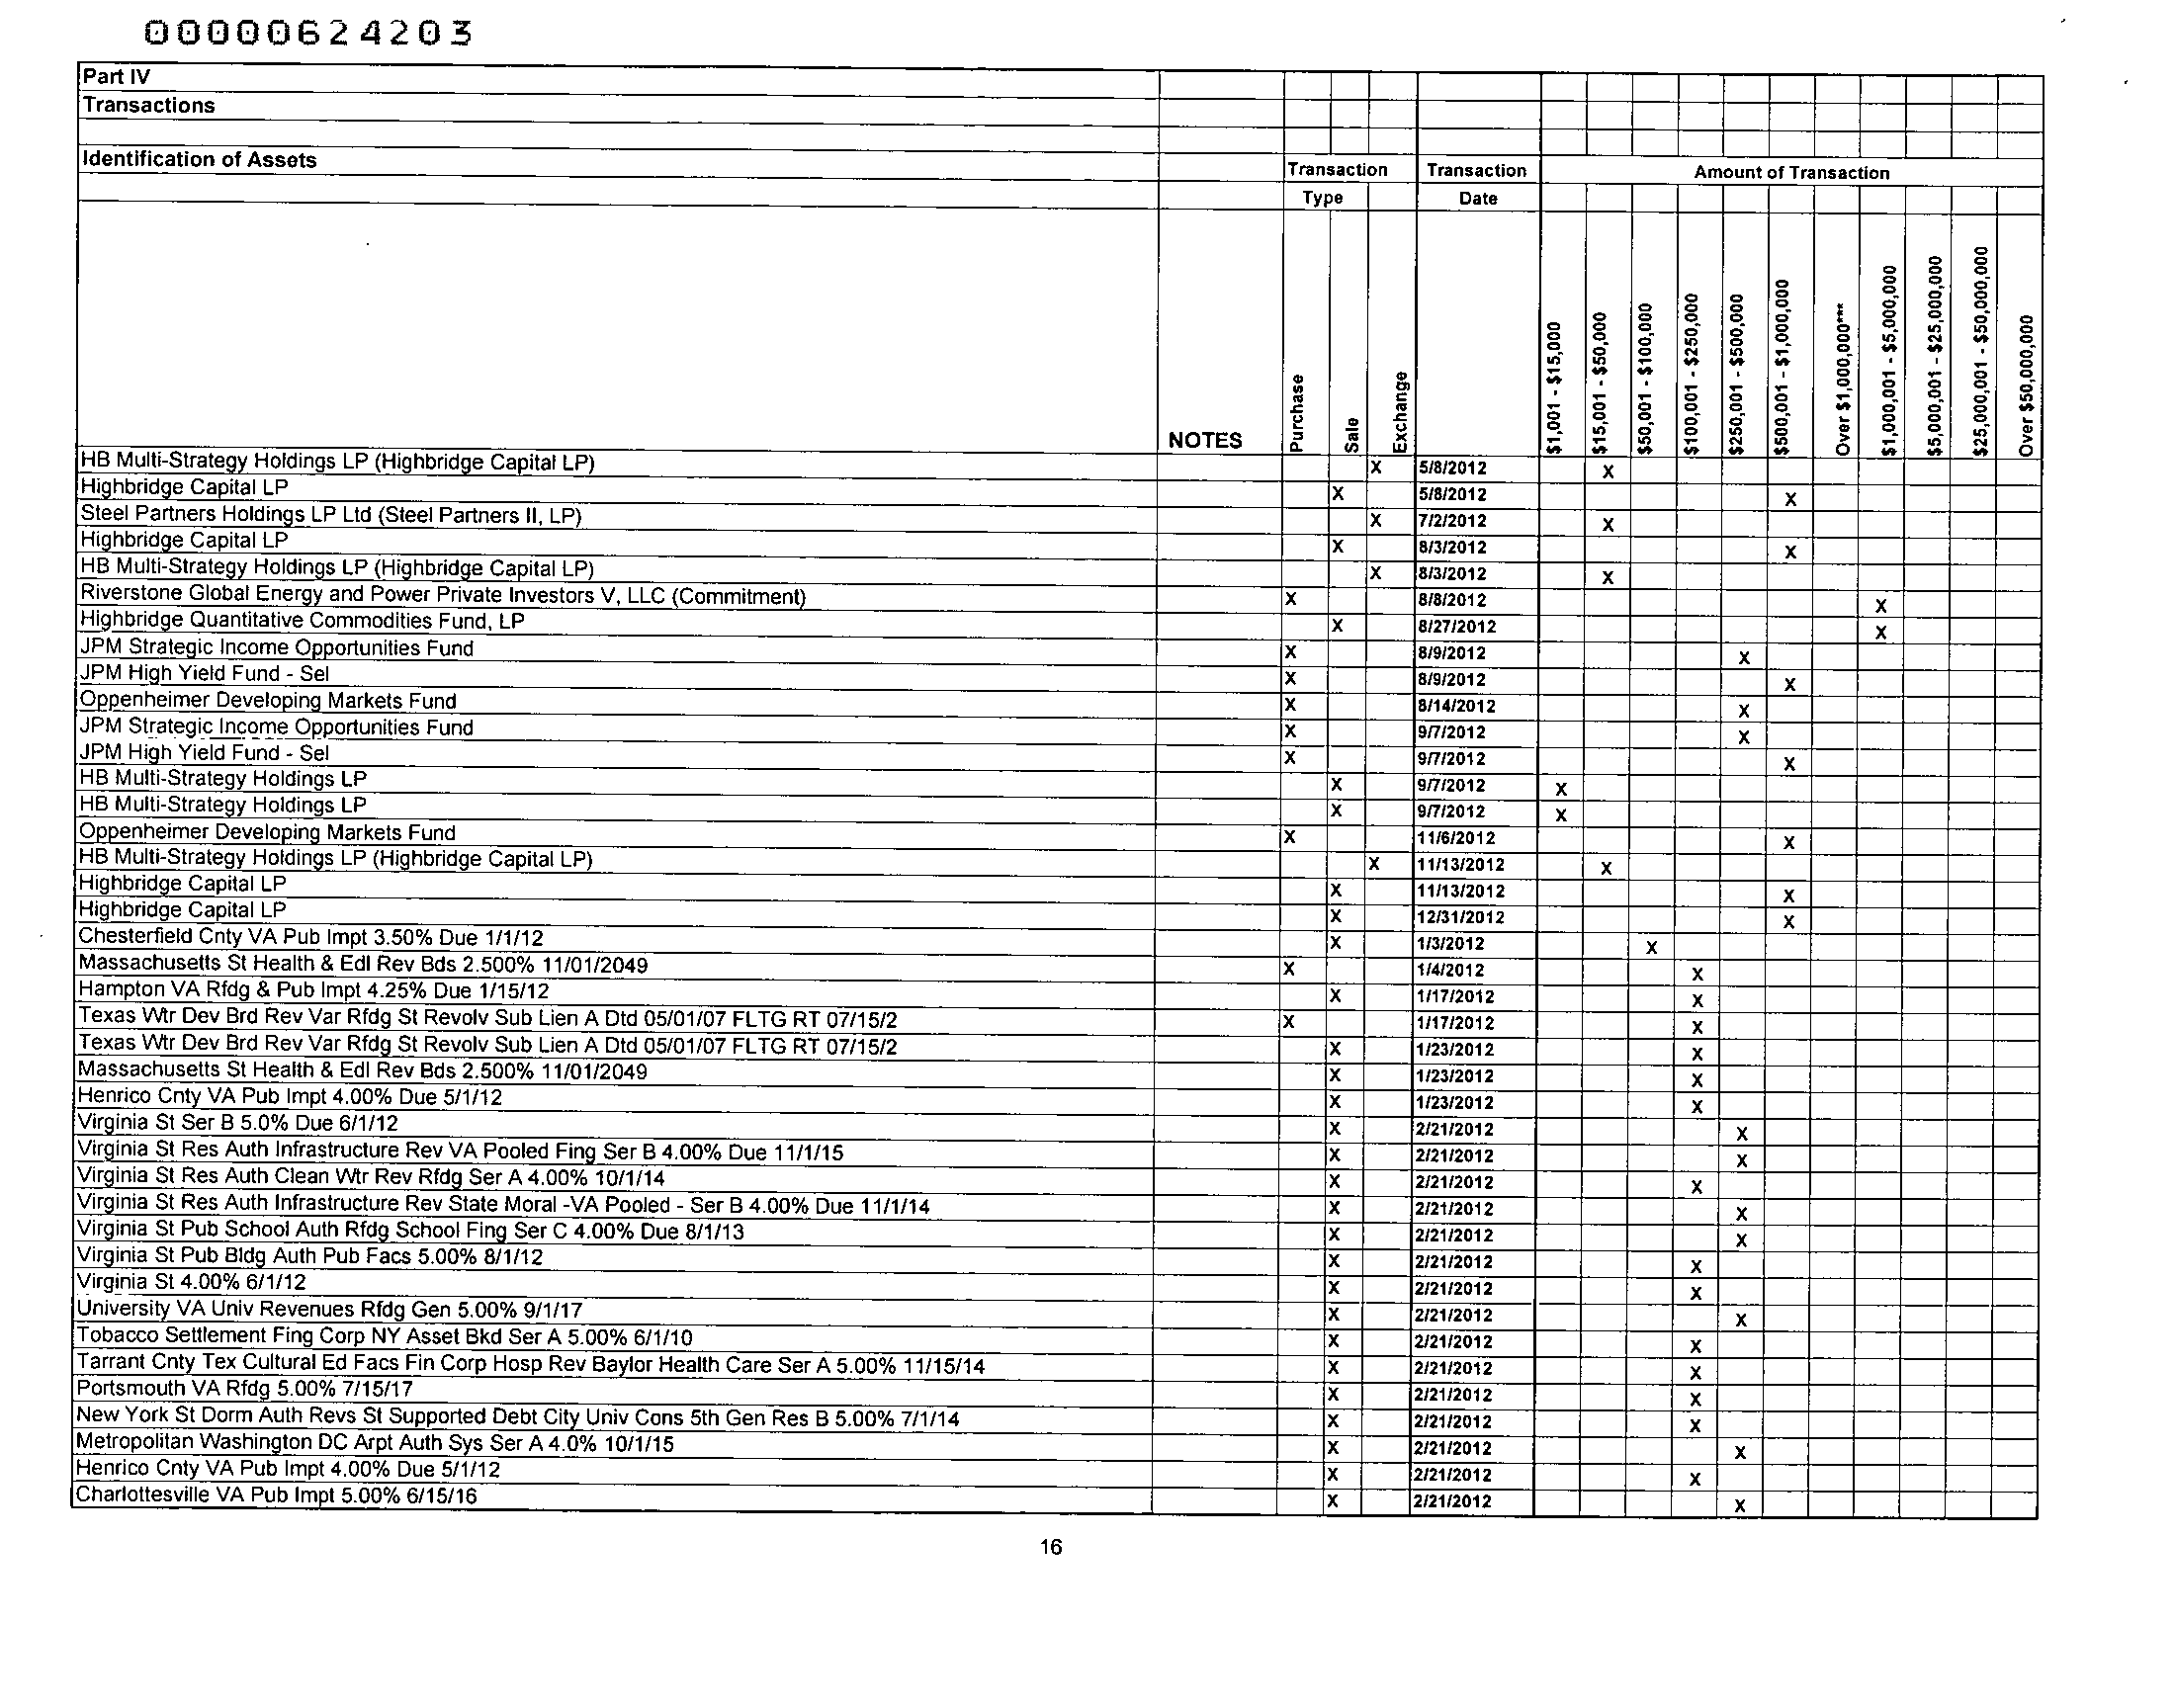 00000624203
Part IV
Transactions
Identification of Assets Transaction Transaction Amount of Transaction
Type Date
NOTES Purchase Sale Exchange $1,001 - $15,000 $15,001 - $50,000 $50,001 - $100,000 $100,001 - $250,000 $250,001 - $500,000 $500,001 - $1,000,000 Over $1,000,000*** $1,000,001 - $5,000,000 $5,000,001 - $25,000,000 $25,000,001 - $50,000,000 Over $50,000,000
HB Multi-Strategy Holdings LP (Highbridge Capital LP) X 5/8/2012 X
Highbridge Capital LP X 5/8/2012 X
Steel Partners Holdings LP Ltd (Steel Partners II, LP) X 7/2/2012 X
Highbridge Capital LP X 8/3/2012 X
HB Multi-Strategy Holdings LP (Highbridge Capital LP) X 8/3/2012 X
Riverstone Global Energy and Power Private Investors V, LLC (Commitment) X 8/8/2012 X
Highbridge Quantitative Commodities Fund, LP X 8/27/2012 X
JPM Strategic Income Opportunities Fund X 8/9/2012 X
JPM High Yield Fund - Sel X 8/9/2012 X
Oppenheimer Developing Markets Fund X 8/14/2012 X
JPM Strategic Income Opportunities Fund X 9/7/2012 X
JPM High Yield Fund - Sel X 9/7/2012 X
HB Multi-Strategy Holdings LP X 9/7/2012 X
HB Multi-Strategy Holdings LP X 9/7/2012 X
Oppenheimer Developing Markets Fund X 11/6/2012 X
HB Multi-Strategy Holdings LP (Highbridge Capital LP) X 11/13/2012 X
Highbridge Capital LP X 11/13/2012 X
Highbridge Capital LP X 12/31/2012 X
Chesterfield Cnty VA Pub Impt 3.50% Due 1/1/12 X 1/3/2012 X
Massachusetts St Health & Edl Rev Bds 2.500% 11/01/2049 X 1/4/2012 X
Hampton VA Rfdg & Pub Impt 4.25% Due 1/15/12 X 1/17/2012 X
Texas Wtr Dev Brd Rev Var Rfdg St Revolv Sub Lien A Dtd 05/01/07 FLTG RT 07/15/2 X 1/17/2012 X
Texas Wtr Dev Brd Rev Var Rfdg St Revolv Sub Lien A Dtd 05/01/07 FLTG RT 07/15/2 X 1/23/2012 X
Massachusetts St Health & Edl Rev Bds 2.500% 11/01/2049 X 1/23/2012 X
Henrico Cnty VA Pub Impt 4.00% Due 5/1/12 X 1/23/2012 X
Virginia St Ser B 5.0% Due 6/1/12 X 2/21/2012 X
Virginia St Res Auth Infrastructure Rev VA Pooled Fing Ser B 4.00% Due 11/1/15 X 2/21/2012 X
Virginia St Res Auth Clean Wtr Rev Rfdg Ser A 4.00% 10/1/14 X 2/21/2012 X
Virginia St Res Auth Infrastructure Rev State Moral -VA Pooled - Ser B 4.00% Due 11/1/14 X 2/21/2012 X
Virginia St Pub School Auth Rfdg School Fing Ser C 4.00% Due 8/1/13 X 2/21/2012 X
Virginia St Pub Bldg Auth Pub Facs 5.00% 8/1/12 X 2/21/2012 X
Virginia St 4.00% 6/1/12 X 2/21/2012 X
University VA Univ Revenues Rfdg Gen 5.00% 9/1/17 X 2/21/2012 X
Tobacco Settlement Fing Corp NY Asset Bkd Ser A 5.00% 6/1/10 X 2/21/2012 X
Tarrant Cnty Tex Cultural Ed Facs Fin Corp Hosp Rev Baylor Health Care Ser A 5.00% 11/15/14 X 2/21/2012 X
Portsmouth VA Rfdg 5.00% 7/15/17 X 2/21/2012 X
New York St Dorm Auth Revs St Supported Debt City Univ Cons 5th Gen Res B 5.00% 7/1/14 X 2/21/2012 X
Metropolitan Washington DC Arpt Auth Sys Ser A 4.0% 10/1/15 X 2/21/2012 X
Henrico Cnty VA Pub Impt 4.00% Due 5/1/12 X 2/21/2012 X
Charlottesville VA Pub Impt 5.00% 6/15/16 X 2/21/2012 X
16